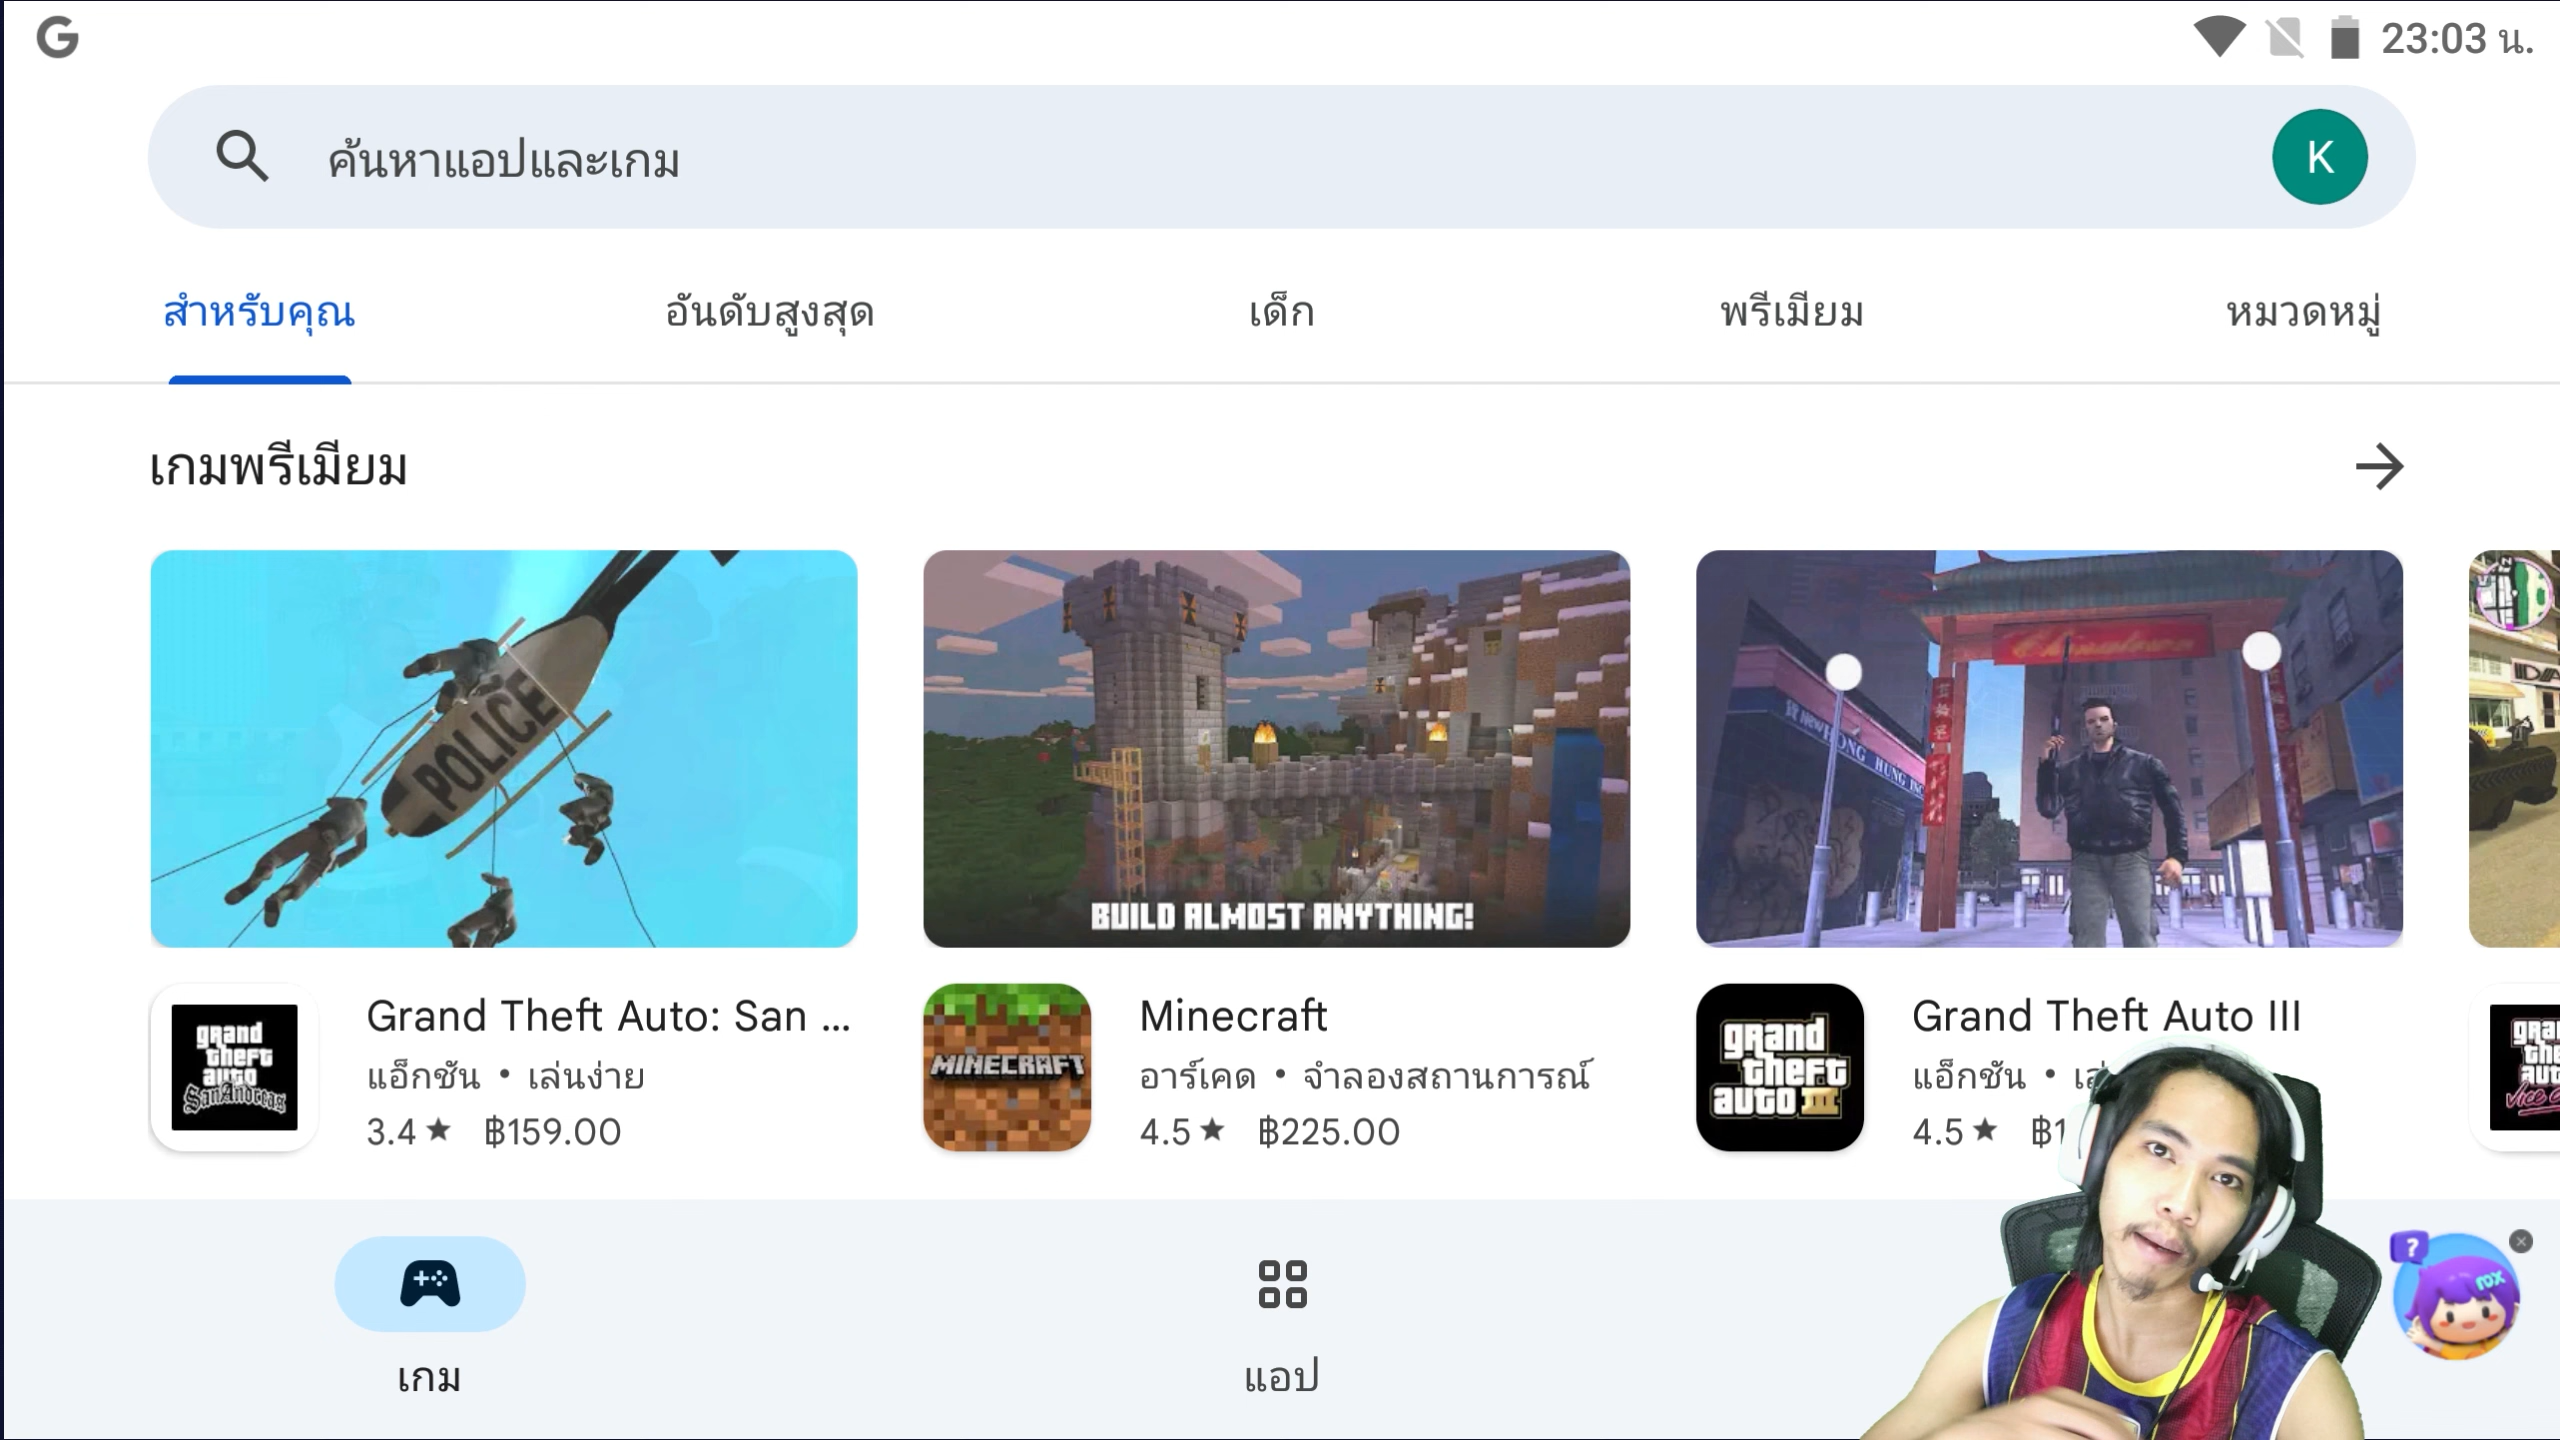 23:03 น.
ค้นหาแอปและเกม
K
สำหรับคุณ
อันดับสูงสุด
เด็ก
พรีเมียม
หมวดหมู่
เกมพรีเมียม
POLICE
BUILD ALMOST ANYTHING!
Chinatown
HONG HUNG INC
grand theft auto San Andreas
Grand Theft Auto: San ...
แอ็กชัน • เล่นง่าย
3.4 ★ ฿159.00
MINECRAFT
Minecraft
อาร์เคด • จำลองสถานการณ์
4.5 ★ ฿225.00
grand theft auto III
Grand Theft Auto III
แอ็กชัน •
4.5 ★ ฿1
เกม
แอป
?